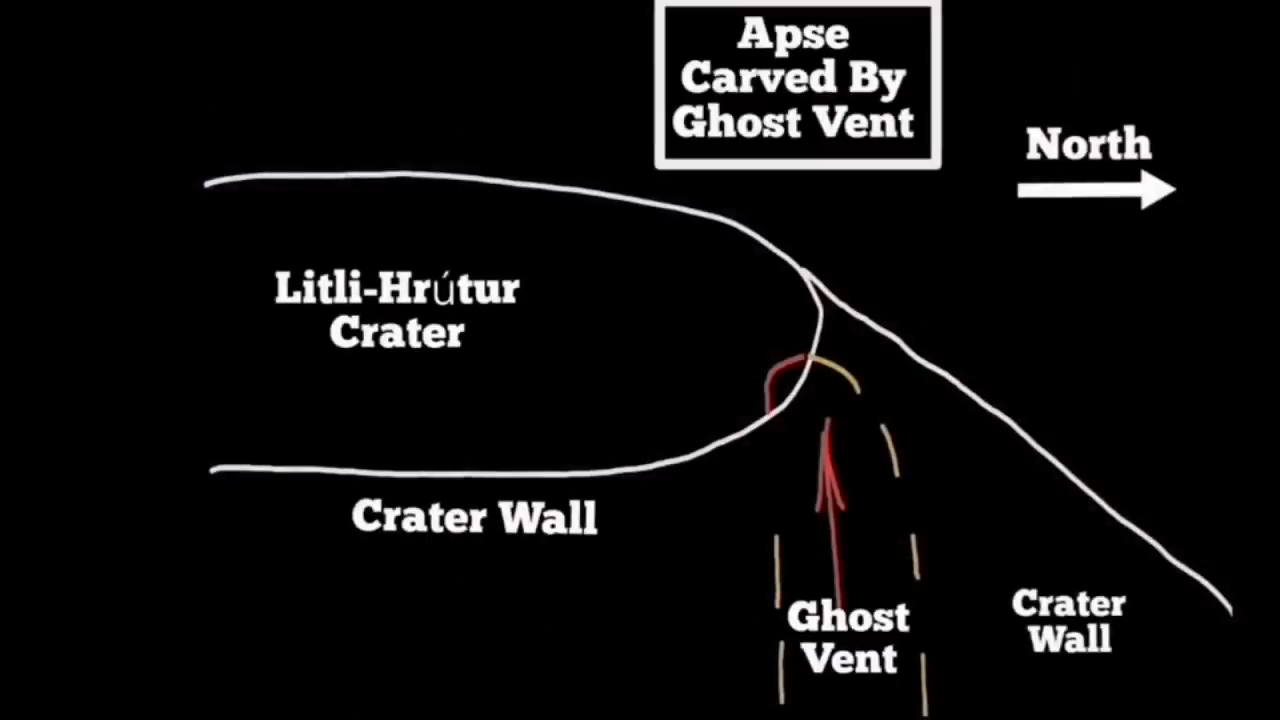 Apse
Carved By
Ghost Vent
North
Litli-Hrútur
Crater
Crater Wall
Ghost
Vent
Crater
Wall